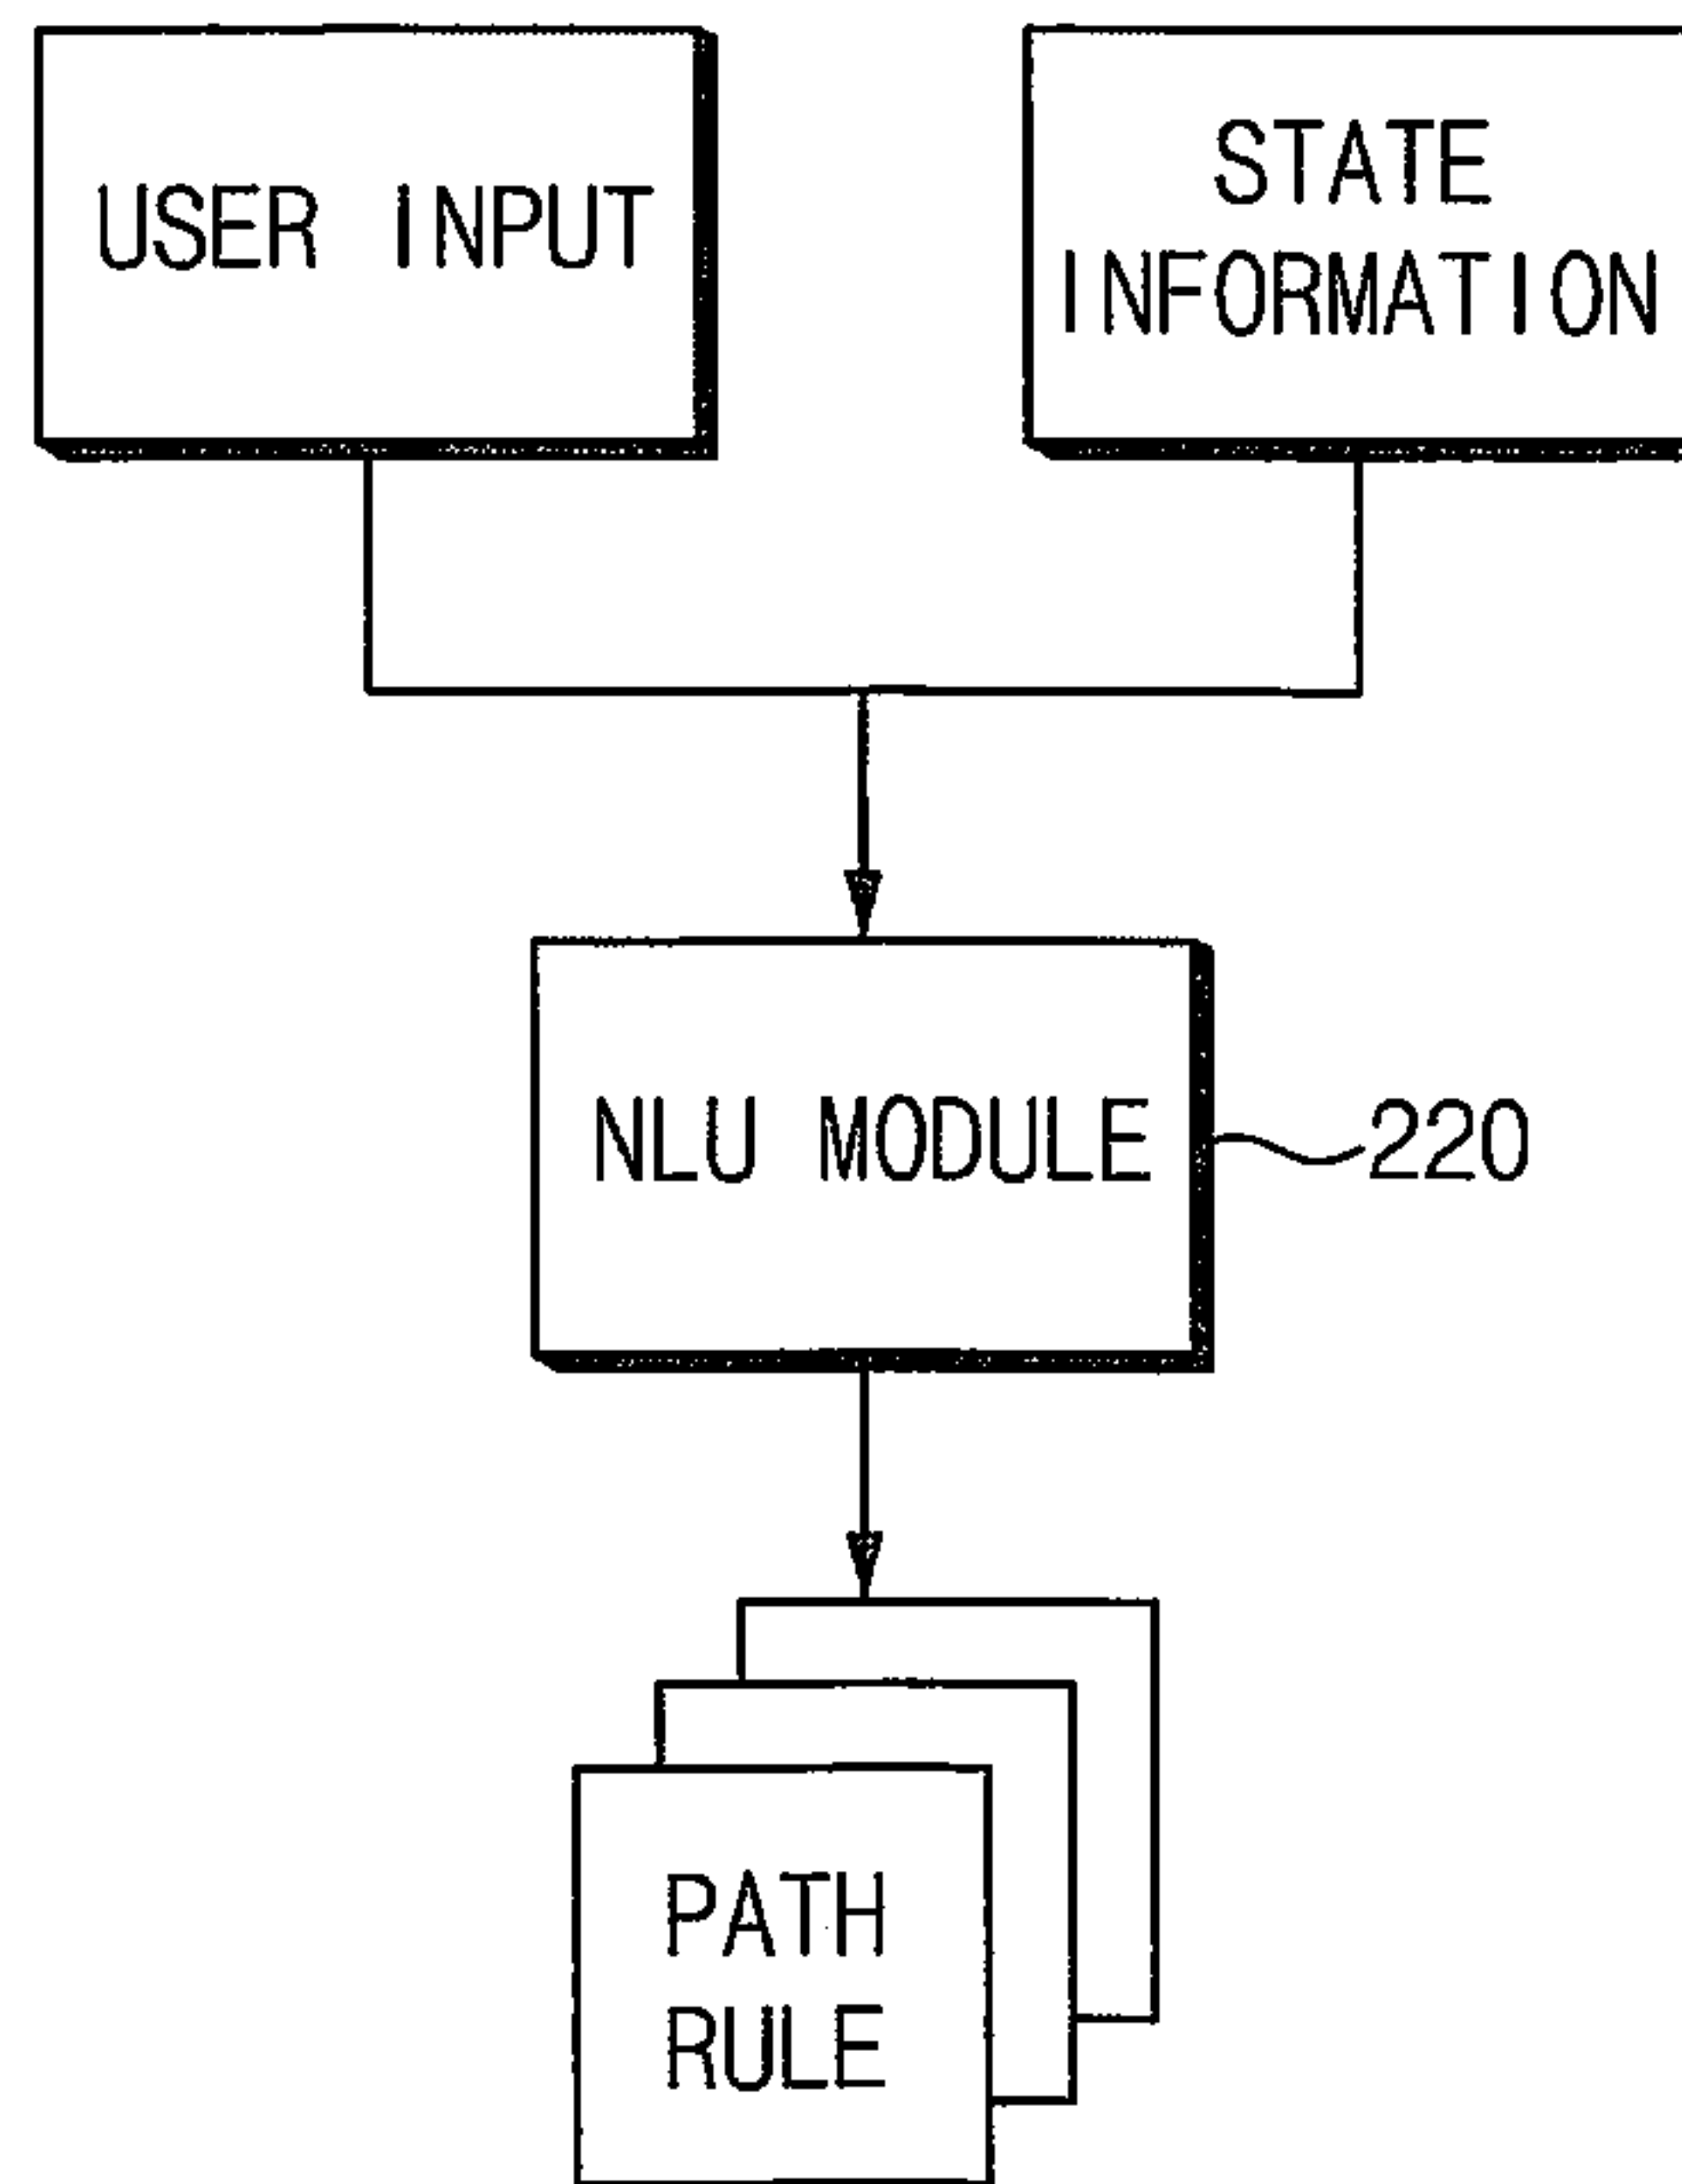 USER INPUT
STATE
INFORMATION
NLU MODULE
220
PATH
RULE